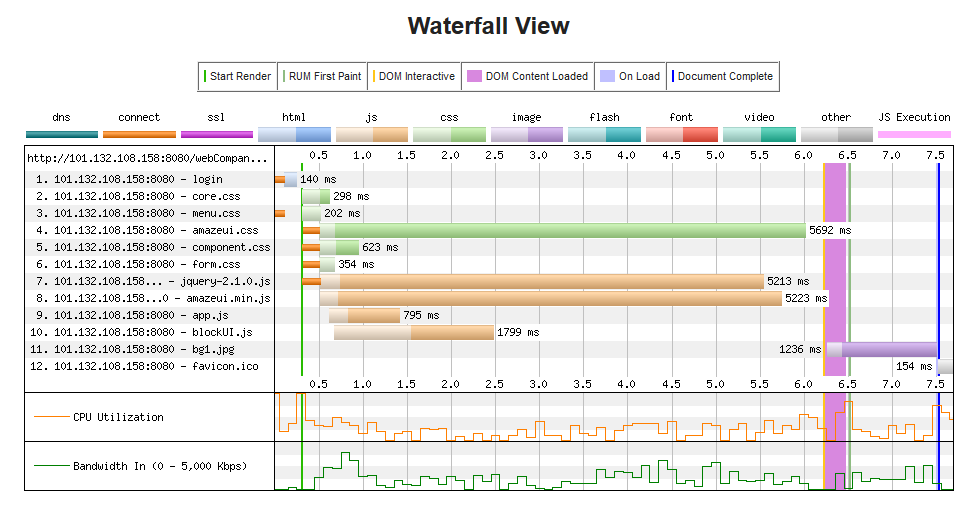 Waterfall View
Start Render RUM First Paint DOM Interactive DOM Content Loaded On Load Document Complete
dns connect ssl html js css image flash font video other JS Execution
http://101.132.108.158:8080/webCompan... 0.5 1.0 1.5 2.0 2.5 3.0 3.5 4.0 4.5 5.0 5.5 6.0 6.5 7.0 7.5
1. 101.132.108.158:8080 - login 140 ms
2. 101.132.108.158:8080 - core.css 298 ms
3. 101.132.108.158:8080 - menu.css 202 ms
4. 101.132.108.158:8080 - amazeui.css 5692 ms
5. 101.132.108.158:8080 - component.css 623 ms
6. 101.132.108.158:8080 - form.css 354 ms
7. 101.132.108.158... - jquery-2.1.0.js 5213 ms
8. 101.132.108.158...0 - amazeui.min.js 5223 ms
9. 101.132.108.158:8080 - app.js 795 ms
10. 101.132.108.158:8080 - blockUI.js 1799 ms
11. 101.132.108.158:8080 - bg1.jpg 1236 ms
12. 101.132.108.158:8080 - favicon.ico 154 ms
0.5 1.0 1.5 2.0 2.5 3.0 3.5 4.0 4.5 5.0 5.5 6.0 6.5 7.0 7.5
CPU Utilization
Bandwidth In (0 - 5,000 Kbps)